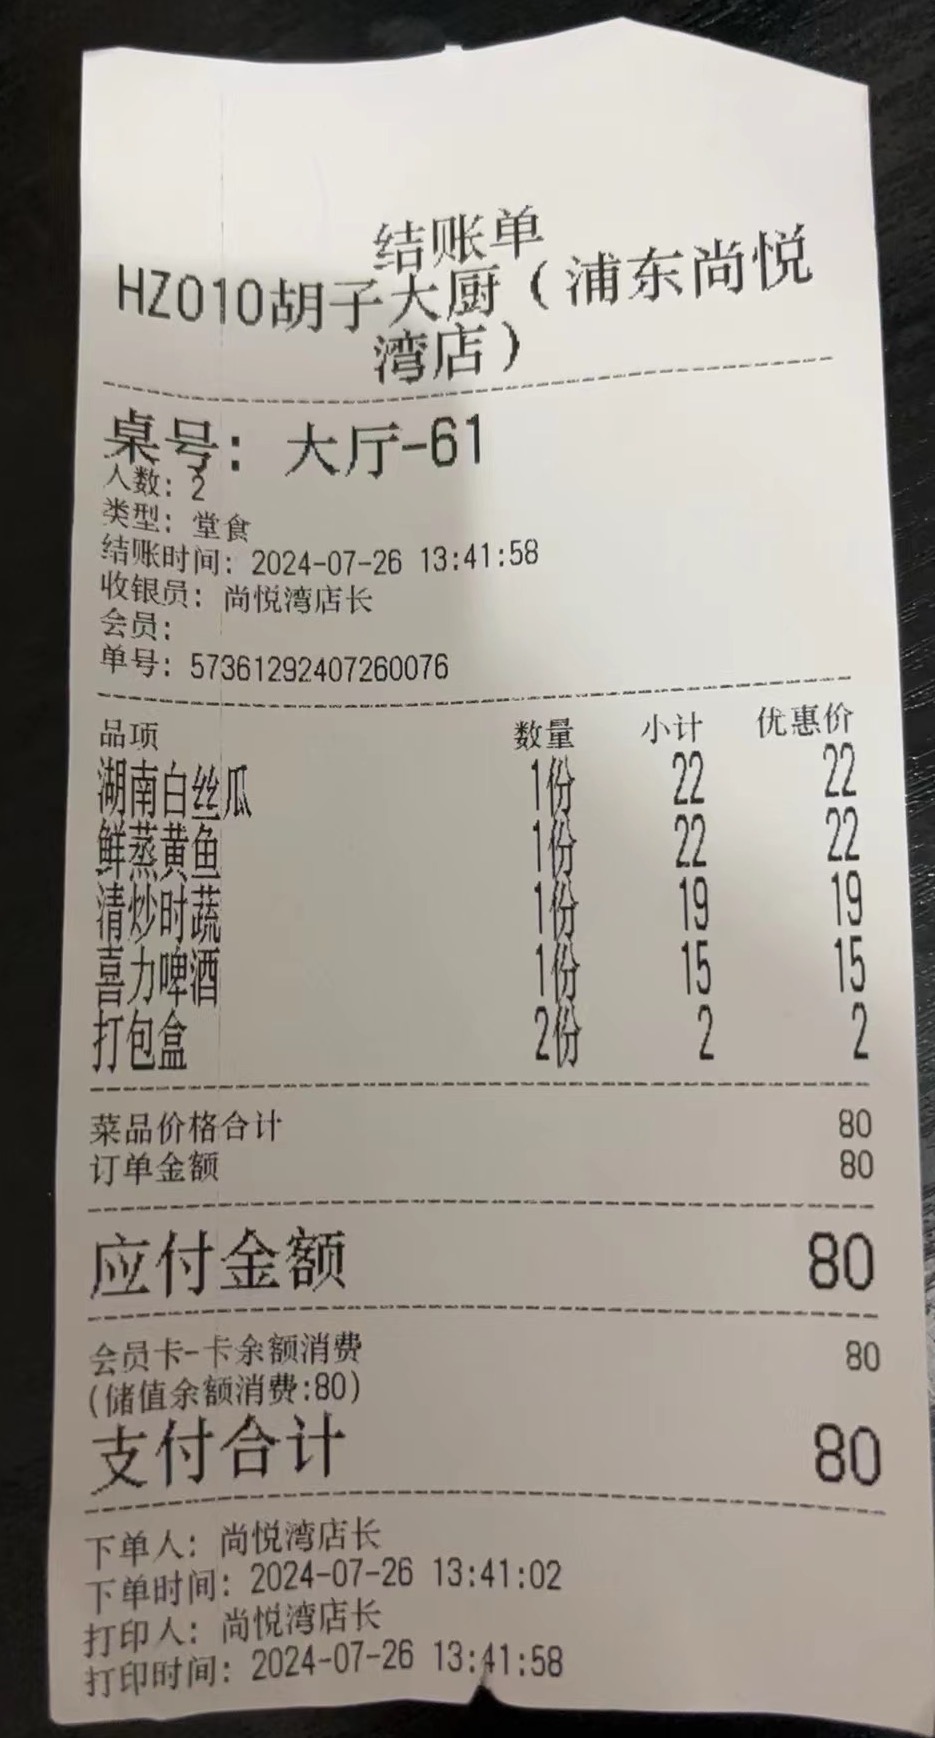 结账单
HZ010胡子大厨(浦东尚悦
湾店)
桌号: 大厅-61
人数: 2
类型: 堂食
结账时间: 2024-07-26 13:41:58
收银员: 尚悦湾店长
会员:
单号: 57361292407260076
品项 数量 小计 优惠价
湖南白丝瓜 1份 22 22
鲜蒸黄鱼 1份 22 22
清炒时蔬 1份 19 19
喜力啤酒 1份 15 15
打包盒 2份 2 2
菜品价格合计 80
订单金额 80
应付金额 80
会员卡-卡余额消费 80
(储值余额消费:80)
支付合计 80
下单人: 尚悦湾店长
下单时间: 2024-07-26 13:41:02
打印人: 尚悦湾店长
打印时间: 2024-07-26 13:41:58